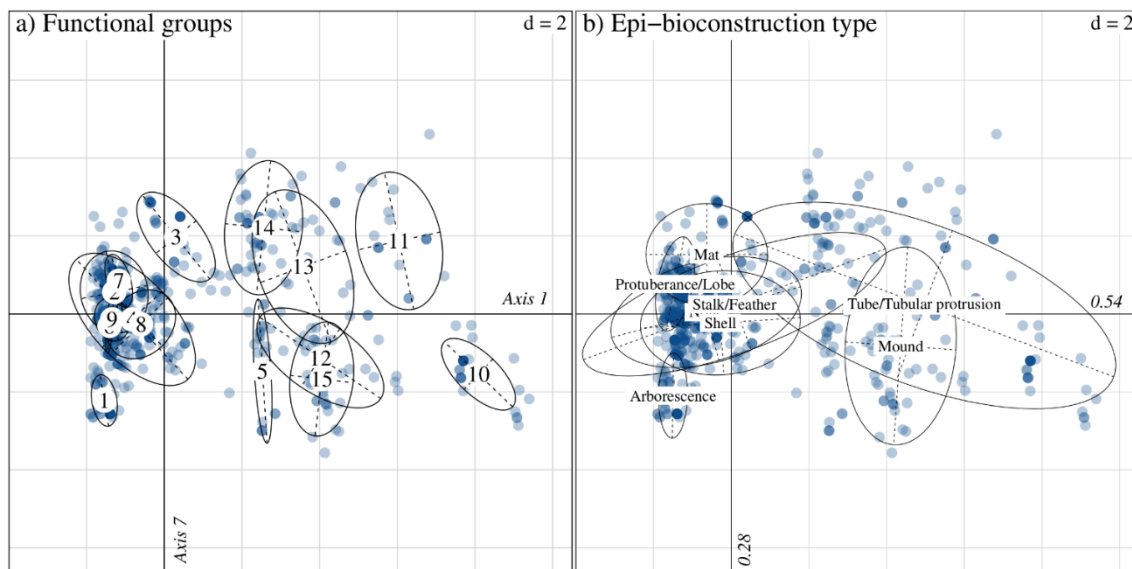 a) Functional groups
d = 2
3
14
13
11
7
2
9
8
1
5
12
15
10
Axis 1
Axis 7
b) Epi−bioconstruction type
d = 2
Mat
Protuberance/Lobe
Stalk/Feather
Shell
Tube/Tubular protrusion
Mound
Arborescence
0.54
0.28